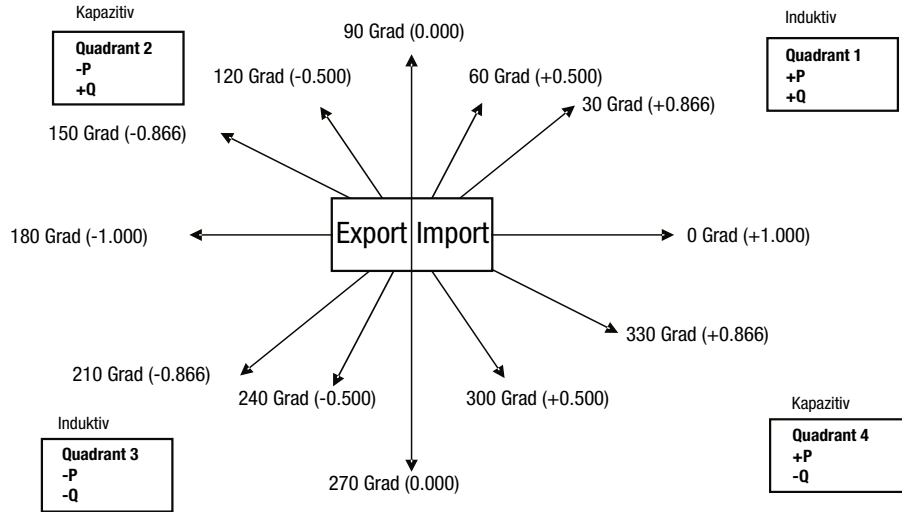 Kapazitiv
Induktiv
Quadrant 2
-P
+Q
90 Grad (0.000)
Quadrant 1
+P
+Q
120 Grad (-0.500)
60 Grad (+0.500)
30 Grad (+0.866)
150 Grad (-0.866)
180 Grad (-1.000)
Export Import
0 Grad (+1.000)
330 Grad (+0.866)
210 Grad (-0.866)
240 Grad (-0.500)
300 Grad (+0.500)
Induktiv
Kapazitiv
Quadrant 3
-P
-Q
270 Grad (0.000)
Quadrant 4
+P
-Q